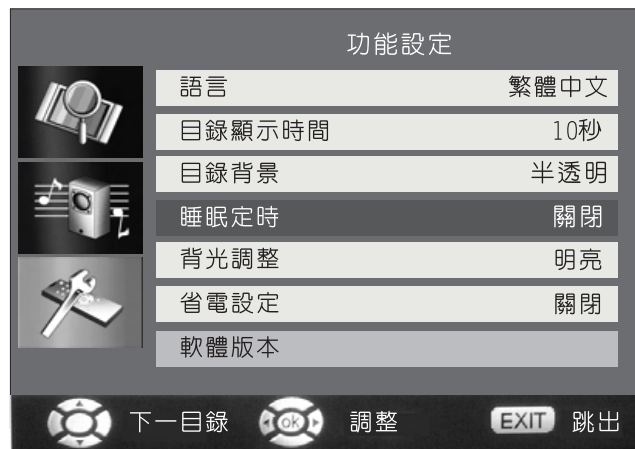 功能設定
語言 繁體中文
目錄顯示時間 10秒
目錄背景 半透明
睡眠定時 關閉
背光調整 明亮
省電設定 關閉
軟體版本
下一目錄 ok 調整 EXIT 跳出